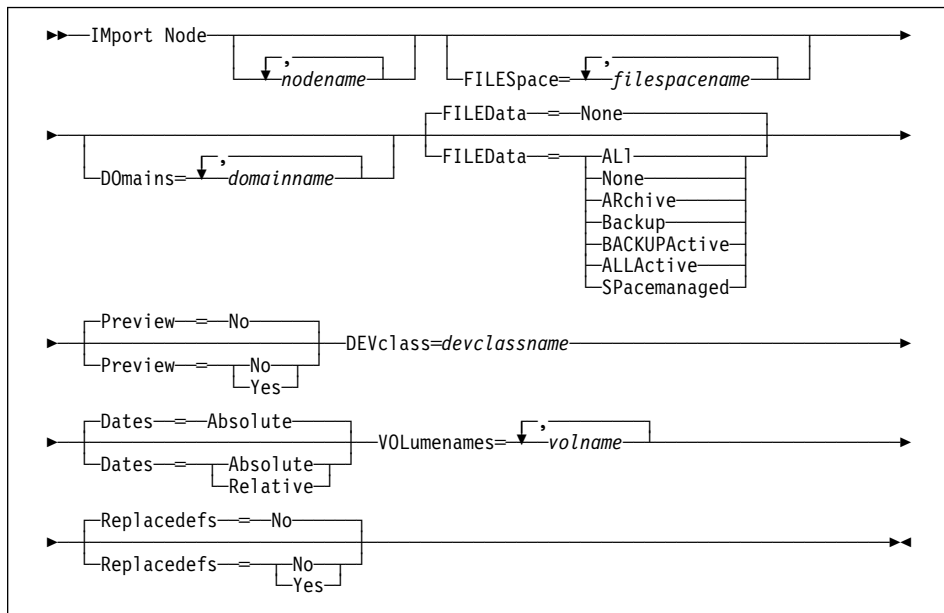 IMport Node
,
nodename
FILESpace=
,
filespacename
DOmains=
,
domainname
FILEData = None
FILEData = ALl
None
ARchive
Backup
BACKUPActive
ALLActive
SPacemanaged
Preview = No
Preview = No
Yes
DEVclass=devclassname
Dates = Absolute
Dates = Absolute
Relative
VOLumenames=
,
volname
Replacedefs = No
Replacedefs = No
Yes